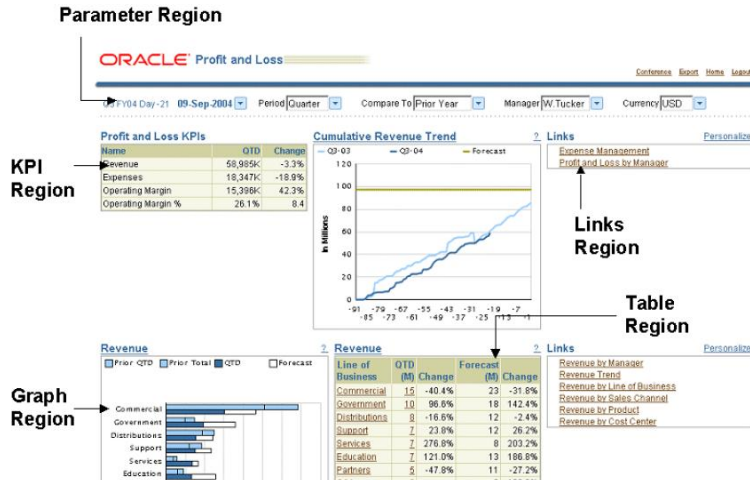 Parameter Region
ORACLE Profit and Loss
Conference Export Home Logout
FY04 Day -21 09-Sep-2004 Period Quarter Compare To Prior Year Manager W.Tucker Currency USD
Profit and Loss KPIs
Name QTD Change
Revenue 58,985K -3.3%
Expenses 18,347K -18.9%
Operating Margin 15,396K 42.3%
Operating Margin % 26.1% 8.4
KPI
Region
Cumulative Revenue Trend ?
Q3-03 Q3-04 Forecast
In Millions
120
100
80
60
40
20
0
-91 -79 -67 -55 -43 -31 -19 -7
-85 -73 -61 -49 -37 -25 -13 -1
Links Personalize
Expense Management
Profit and Loss by Manager
Links
Region
Table
Region
Revenue ?
Prior QTD Prior Total QTD Forecast
Commercial
Government
Distributions
Support
Services
Education
Graph
Region
Revenue ?
Line of Business QTD (M) Change Forecast (M) Change
Commercial 15 -40.4% 23 -31.8%
Government 10 96.6% 18 142.4%
Distributions 8 -16.6% 12 -2.4%
Support 7 23.8% 12 26.2%
Services 7 276.8% 8 203.2%
Education 7 121.0% 13 186.8%
Partners 5 -47.8% 11 -27.2%
Links Personalize
Revenue by Manager
Revenue Trend
Revenue by Line of Business
Revenue by Sales Channel
Revenue by Product
Revenue by Cost Center